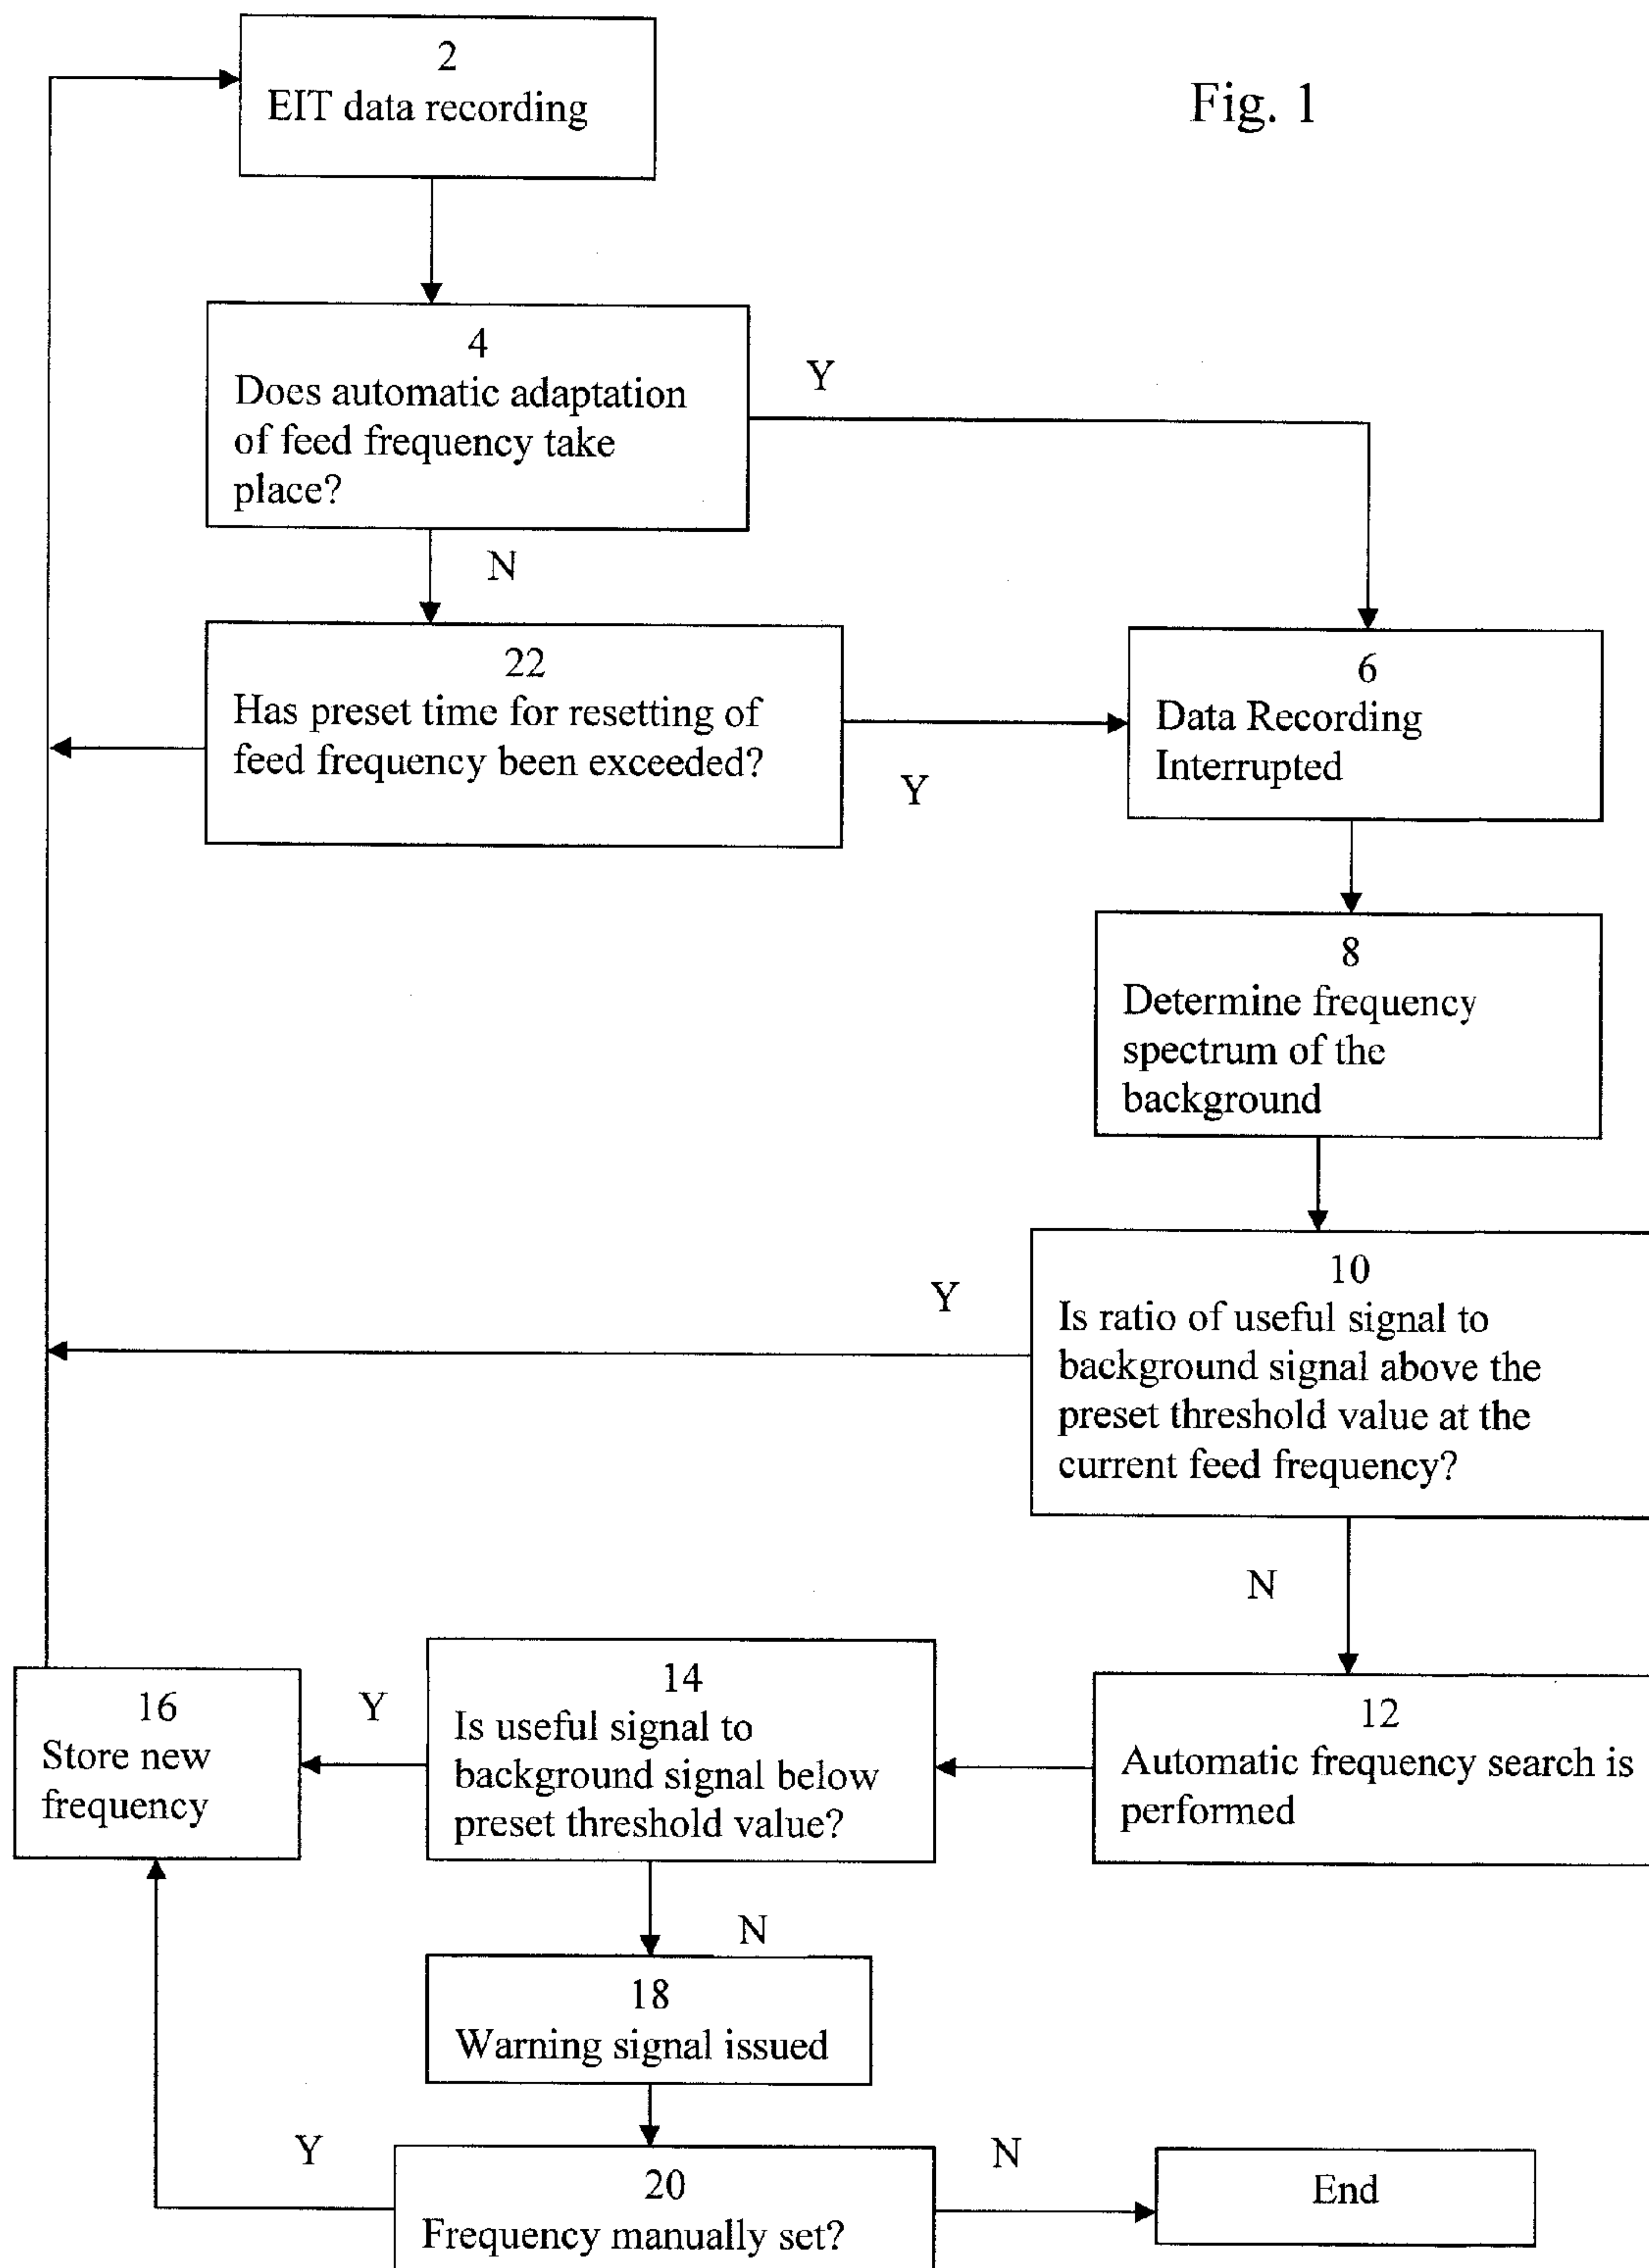 Fig. 1
2
EIT data recording
4
Does automatic adaptation
of feed frequency take
place?
Y
N
22
Has preset time for resetting of
feed frequency been exceeded?
Y
6
Data Recording
Interrupted
8
Determine frequency
spectrum of the
background
10
Is ratio of useful signal to
background signal above the
preset threshold value at the
current feed frequency?
Y
N
12
Automatic frequency search is
performed
14
Is useful signal to
background signal below
preset threshold value?
Y
N
16
Store new
frequency
18
Warning signal issued
20
Frequency manually set?
Y
N
End